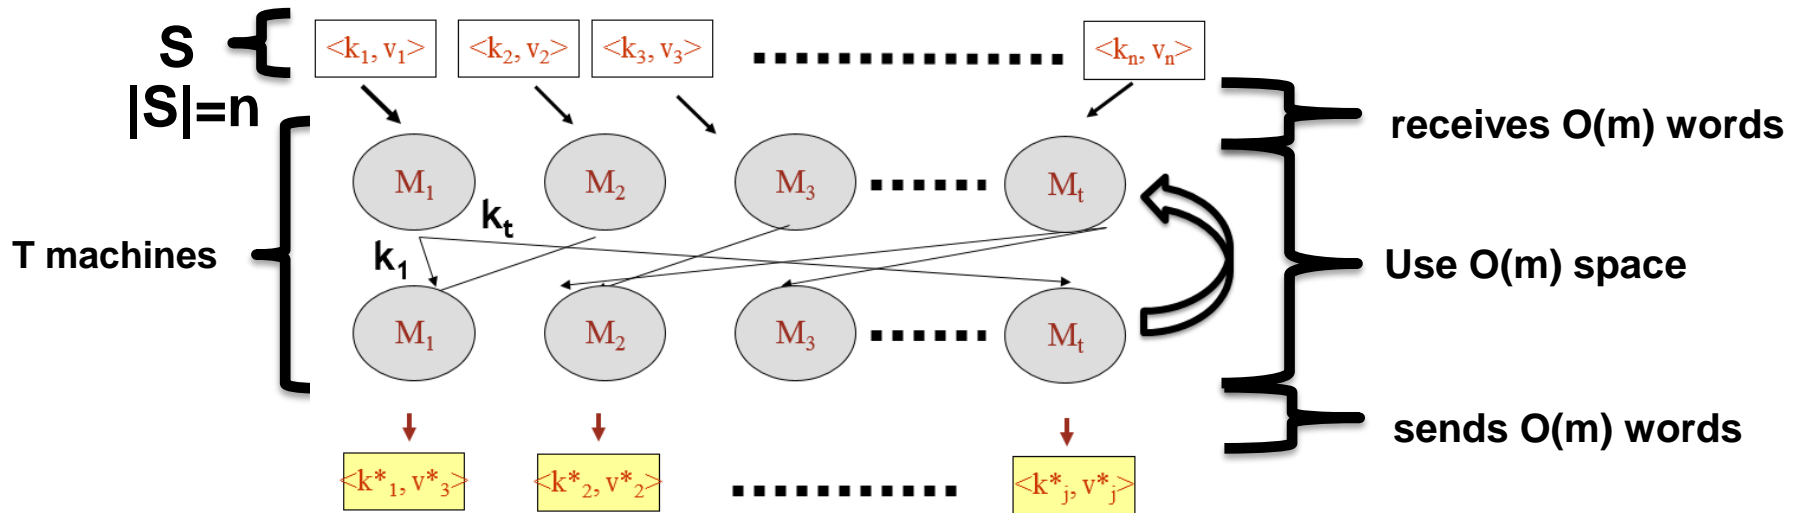 S
|S|=n
<k₁, v₁>
<k₂, v₂>
<k₃, v₃>
<kₙ, vₙ>
receives O(m) words
M₁
M₂
M₃
Mₜ
kₜ
k₁
T machines
Use O(m) space
M₁
M₂
M₃
Mₜ
sends O(m) words
<k*₁, v*₃>
<k*₂, v*₂>
<k*ⱼ, v*ⱼ>